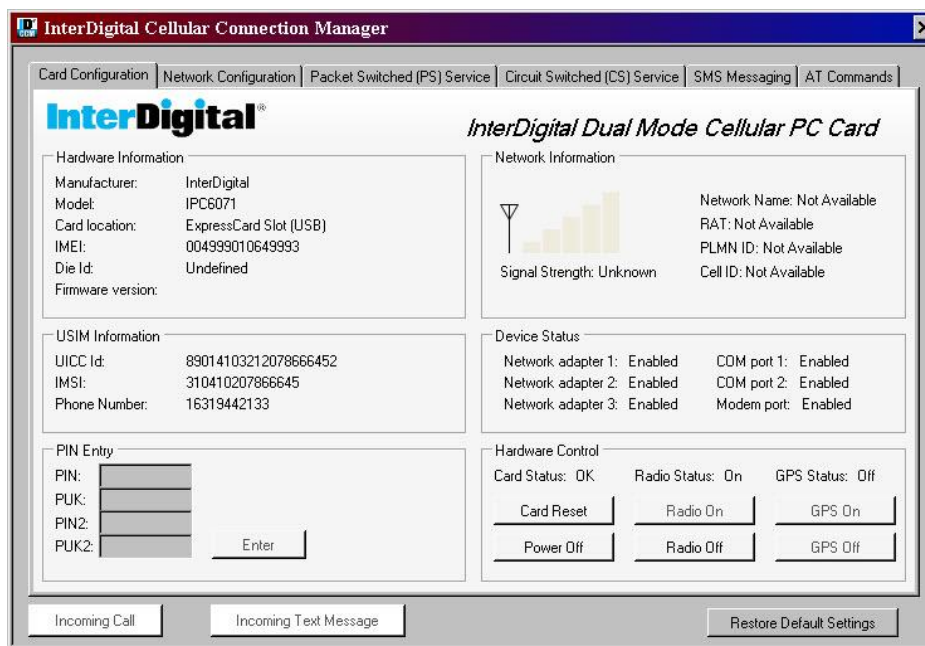 InterDigital Cellular Connection Manager
Card Configuration Network Configuration Packet Switched (PS) Service Circuit Switched (CS) Service SMS Messaging AT Commands
InterDigital®
InterDigital Dual Mode Cellular PC Card
Hardware Information
Manufacturer: InterDigital
Model: IPC6071
Card location: ExpressCard Slot (USB)
IMEI: 004999010649993
Die Id: Undefined
Firmware version:
Network Information
Signal Strength: Unknown
Network Name: Not Available
RAT: Not Available
PLMN ID: Not Available
Cell ID: Not Available
USIM Information
UICC Id: 89014103212078666452
IMSI: 310410207866645
Phone Number: 16319442133
Device Status
Network adapter 1: Enabled COM port 1: Enabled
Network adapter 2: Enabled COM port 2: Enabled
Network adapter 3: Enabled Modem port: Enabled
PIN Entry
PIN:
PUK:
PIN2:
PUK2:
Enter
Hardware Control
Card Status: OK Radio Status: On GPS Status: Off
Card Reset Radio On GPS On
Power Off Radio Off GPS Off
Incoming Call Incoming Text Message Restore Default Settings